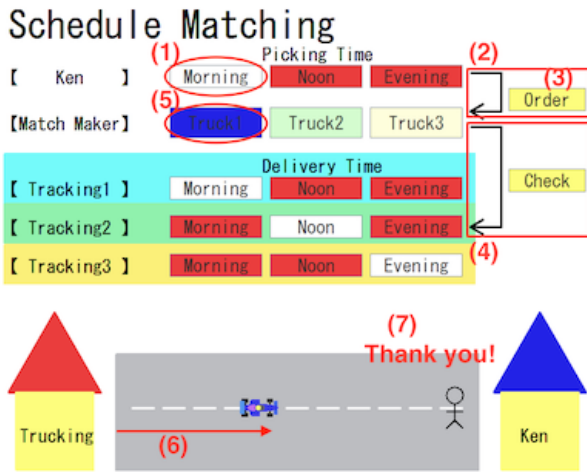 Schedule Matching
(1) Picking Time (2)
【 Ken 】 Morning Noon Evening (3)
Order
(5)
【Match Maker】 Truck1 Truck2 Truck3
Delivery Time
Check
【 Tracking1 】 Morning Noon Evening
【 Tracking2 】 Morning Noon Evening
(4)
【 Tracking3 】 Morning Noon Evening
(7)
Thank you!
Trucking (6) Ken